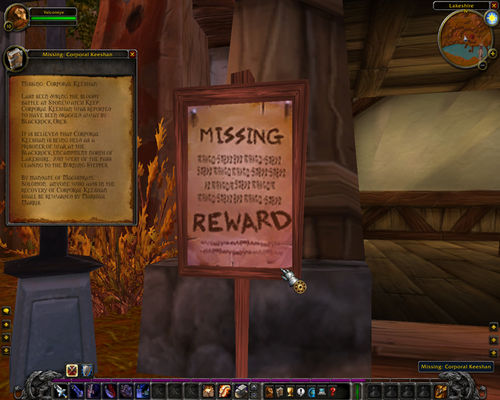 Velconeye
10
Missing: Corporal Keeshan
Missing: Corporal Keeshan
Last seen during the bloody
battle at Stonewatch Keep
Corporal Keeshan was reported
to have been dragged away by
Blackrock Orcs.
It is believed that Corporal
Keeshan is being held as a
prisoner of war at the
Blackrock encampment north of
Lakeshire, just west of the pass
leading to the Burning Steppes.
By mandate of Magistrate
Solomon, anyone who aids in the
recovery of Corporal Keeshan
shall be rewarded by Marshal
Marris.
MISSING
REWARD
Lakeshire
Missing: Corporal Keeshan